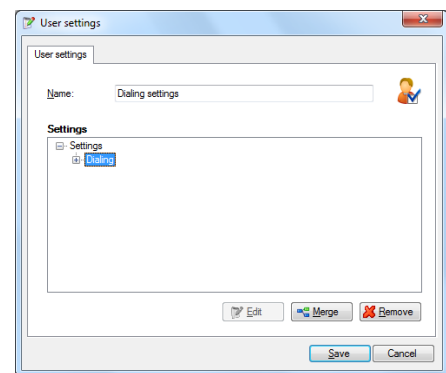 User settings
User settings
Name: Dialing settings
Settings
Settings
Dialing
Edit Merge Remove
Save Cancel